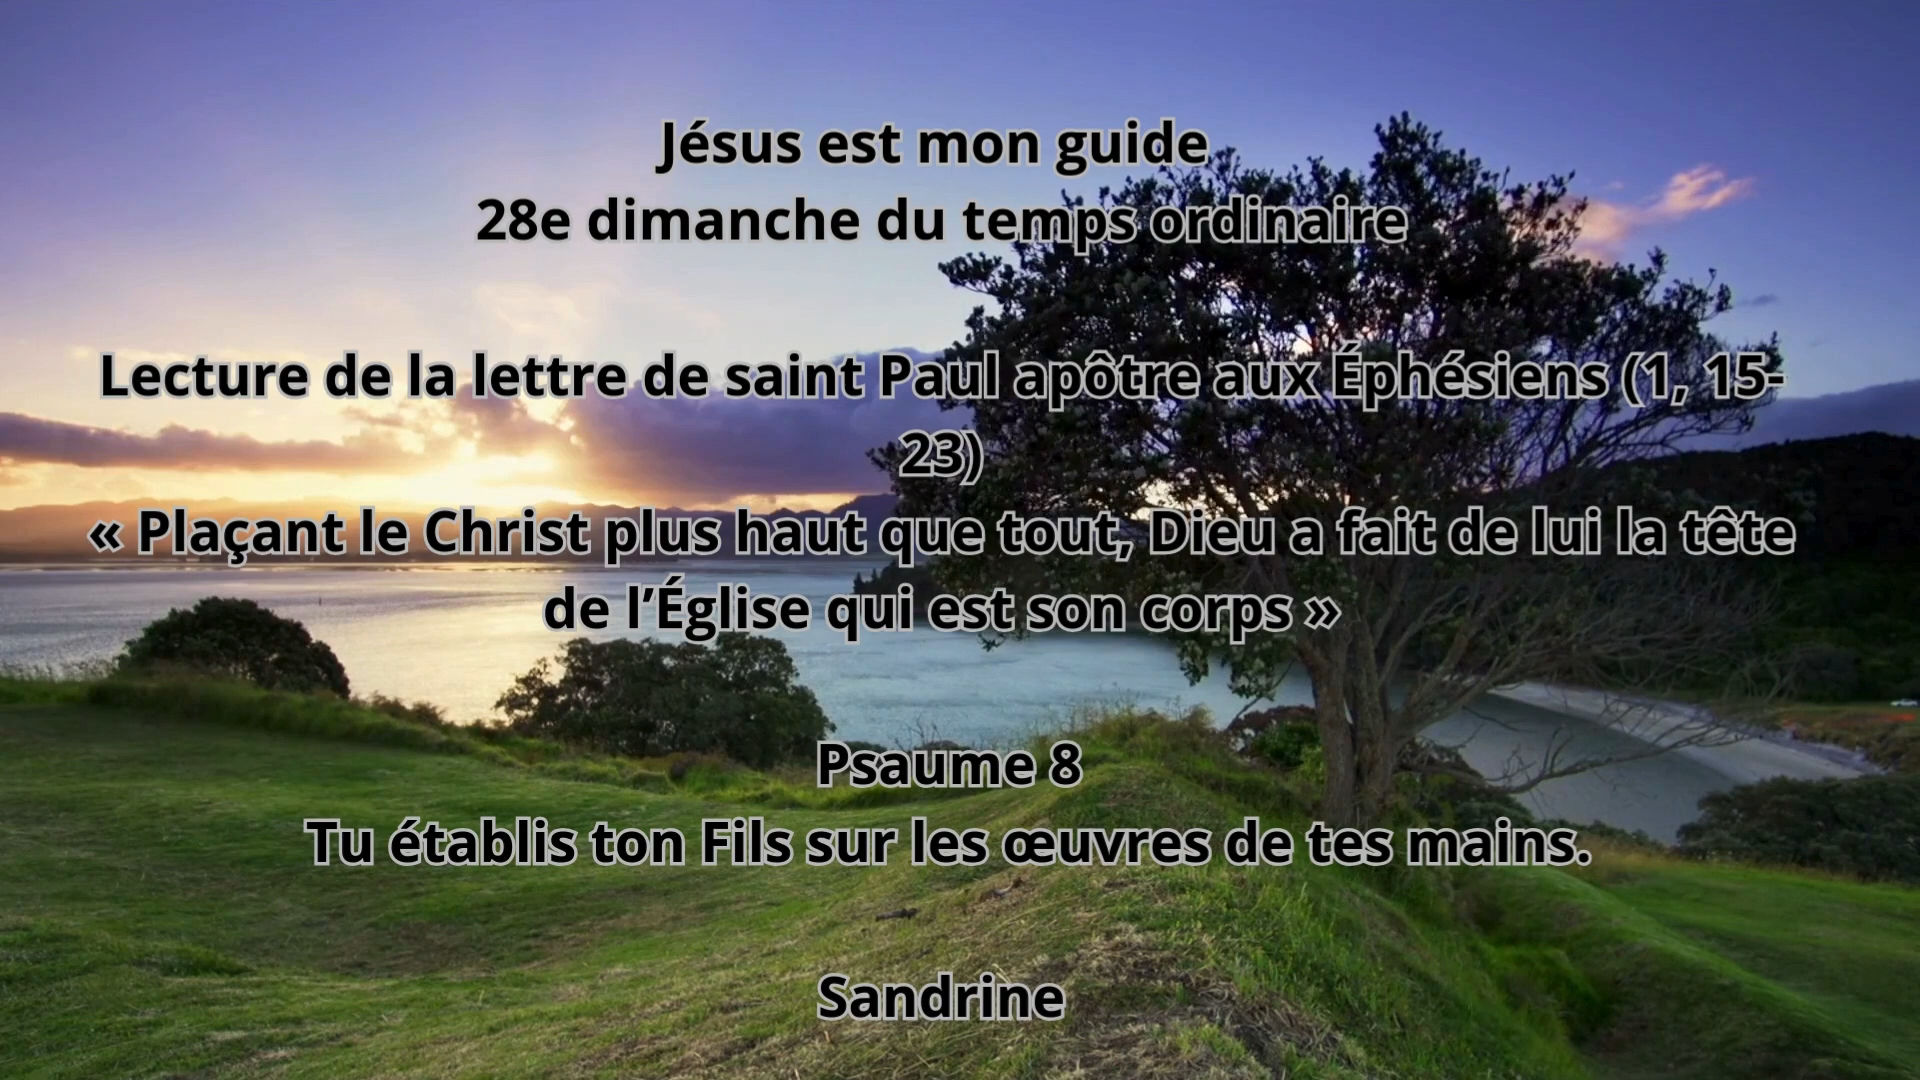 Jésus est mon guide
28e dimanche du temps ordinaire
Lecture de la lettre de saint Paul apôtre aux Éphésiens (1, 15-
23)
« Plaçant le Christ plus haut que tout, Dieu a fait de lui la tête
de l’Église qui est son corps »
Psaume 8
Tu établis ton Fils sur les œuvres de tes mains.
Sandrine